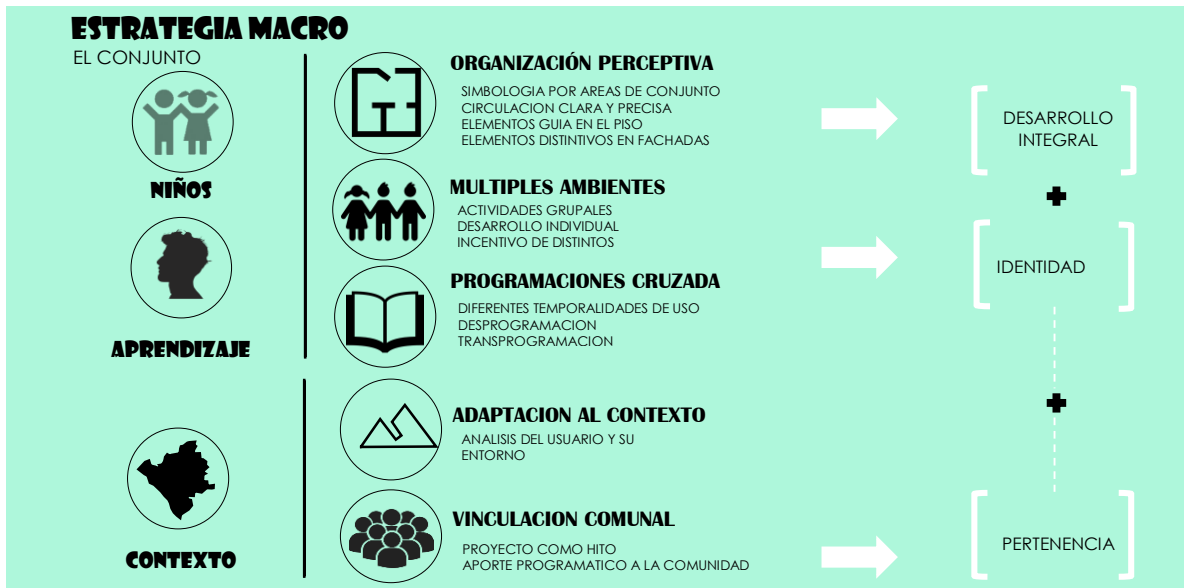 ESTRATEGIA MACRO
EL CONJUNTO
NIÑOS
APRENDIZAJE
CONTEXTO
ORGANIZACIÓN PERCEPTIVA
SIMBOLOGIA POR AREAS DE CONJUNTO
CIRCULACION CLARA Y PRECISA
ELEMENTOS GUIA EN EL PISO
ELEMENTOS DISTINTIVOS EN FACHADAS
MULTIPLES AMBIENTES
ACTIVIDADES GRUPALES
DESARROLLO INDIVIDUAL
INCENTIVO DE DISTINTOS
PROGRAMACIONES CRUZADA
DIFERENTES TEMPORALIDADES DE USO
DESPROGRAMACION
TRANSPROGRAMACION
ADAPTACION AL CONTEXTO
ANALISIS DEL USUARIO Y SU
ENTORNO
VINCULACION COMUNAL
PROYECTO COMO HITO
APORTE PROGRAMATICO A LA COMUNIDAD
DESARROLLO
INTEGRAL
IDENTIDAD
PERTENENCIA